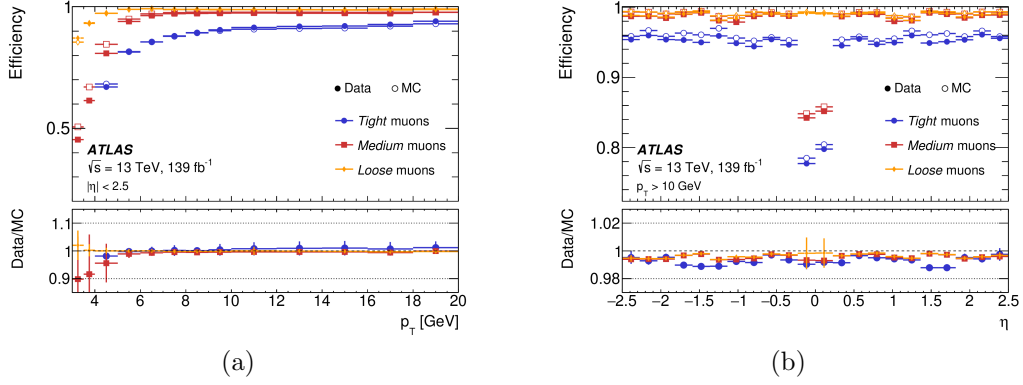 Efficiency
1
0.5
Data MC
Tight muons
Medium muons
Loose muons
ATLAS
√s = 13 TeV, 139 fb⁻¹
|η| < 2.5
Data/MC
1.1
1
0.9
4 6 8 10 12 14 16 18 20
p_T [GeV]
(a)
Efficiency
1
0.9
0.8
Data MC
Tight muons
Medium muons
Loose muons
ATLAS
√s = 13 TeV, 139 fb⁻¹
p_T > 10 GeV
Data/MC
1.02
1
0.98
−2.5 −2 −1.5 −1 −0.5 0 0.5 1 1.5 2 2.5
η
(b)